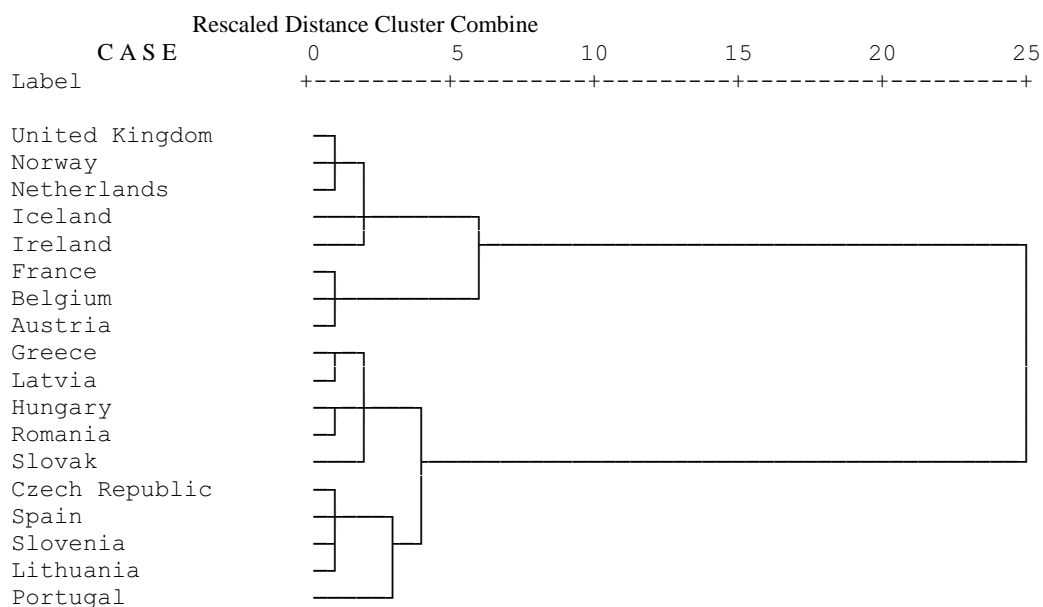 Rescaled Distance Cluster Combine
C A S E 0 5 10 15 20 25
Label +---------+---------+---------+---------+---------+
United Kingdom
Norway
Netherlands
Iceland
Ireland
France
Belgium
Austria
Greece
Latvia
Hungary
Romania
Slovak
Czech Republic
Spain
Slovenia
Lithuania
Portugal